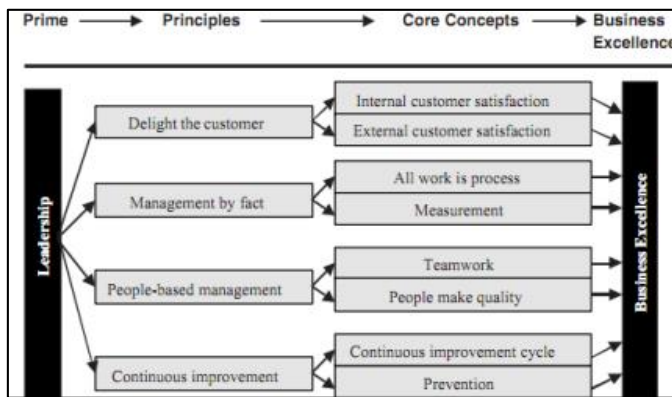 Prime Principles Core Concepts Business
Excellence
Leadership
Delight the customer
Management by fact
People-based management
Continuous improvement
Internal customer satisfaction
External customer satisfaction
All work is process
Measurement
Teamwork
People make quality
Continuous improvement cycle
Prevention
Business Excellence